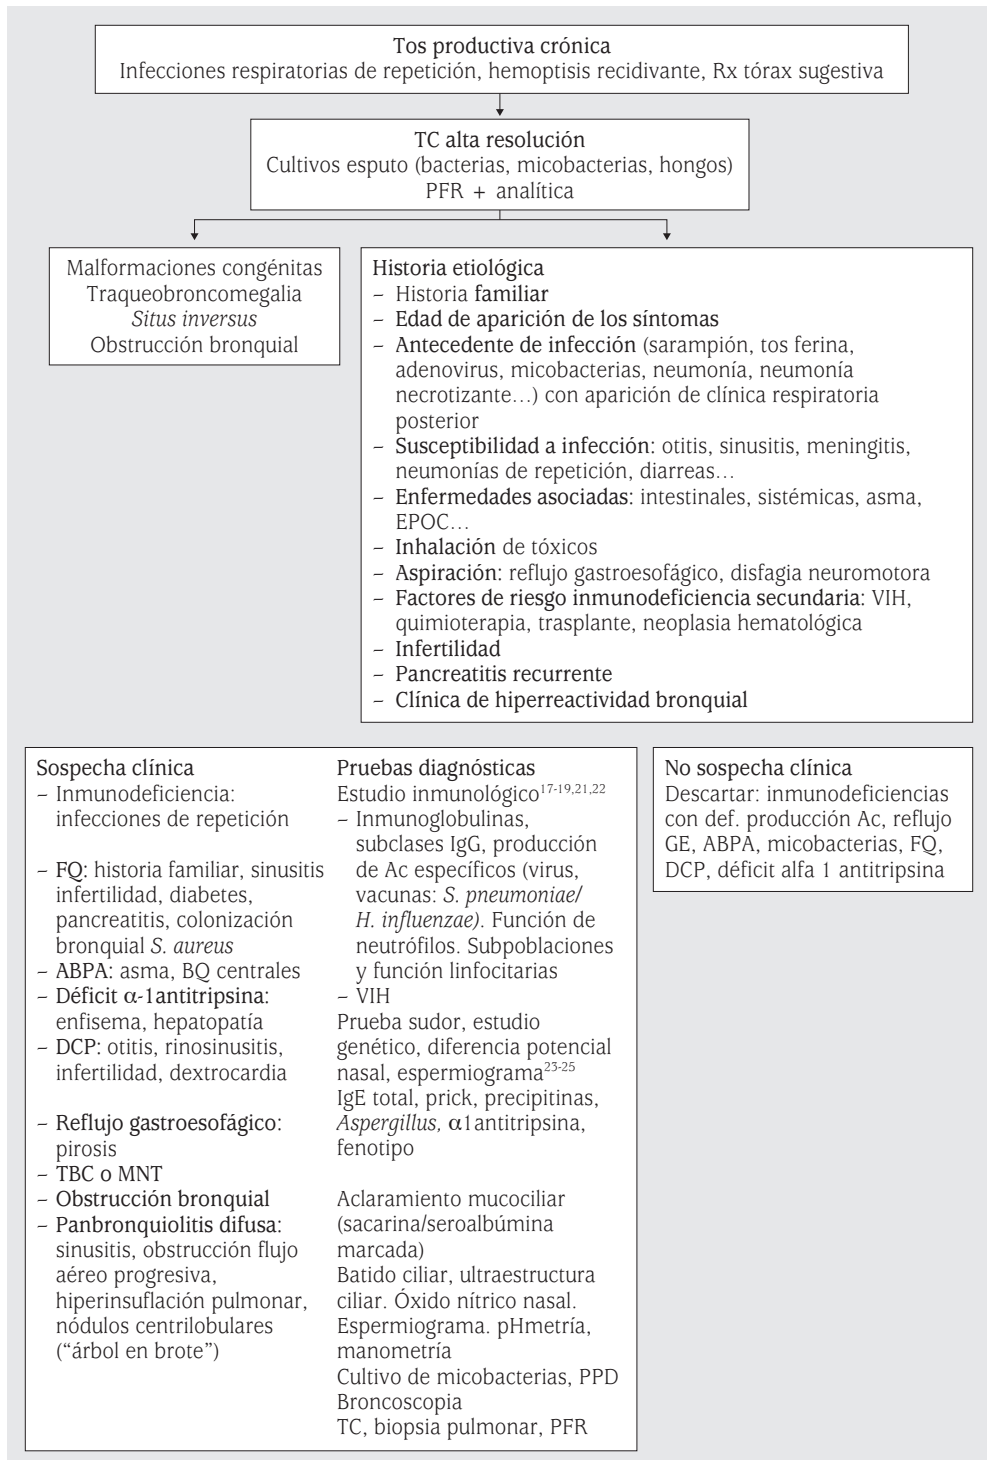 Tos productiva crónica
Infecciones respiratorias de repetición, hemoptisis recidivante, Rx tórax sugestiva
TC alta resolución
Cultivos esputo (bacterias, micobacterias, hongos)
PFR + analítica
Malformaciones congénitas
Traqueobroncomegalia
Situs inversus
Obstrucción bronquial
Historia etiológica
– Historia familiar
– Edad de aparición de los síntomas
– Antecedente de infección (sarampión, tos ferina,
adenovirus, micobacterias, neumonía, neumonía
necrotizante…) con aparición de clínica respiratoria
posterior
– Susceptibilidad a infección: otitis, sinusitis, meningitis,
neumonías de repetición, diarreas…
– Enfermedades asociadas: intestinales, sistémicas, asma,
EPOC…
– Inhalación de tóxicos
– Aspiración: reflujo gastroesofágico, disfagia neuromotora
– Factores de riesgo inmunodeficiencia secundaria: VIH,
quimioterapia, trasplante, neoplasia hematológica
– Infertilidad
– Pancreatitis recurrente
– Clínica de hiperreactividad bronquial
Sospecha clínica
– Inmunodeficiencia:
infecciones de repetición
– FQ: historia familiar, sinusitis
infertilidad, diabetes,
pancreatitis, colonización
bronquial S. aureus
– ABPA: asma, BQ centrales
– Déficit α-1antitripsina:
enfisema, hepatopatía
– DCP: otitis, rinosinusitis,
infertilidad, dextrocardia
– Reflujo gastroesofágico:
pirosis
– TBC o MNT
– Obstrucción bronquial
– Panbronquiolitis difusa:
sinusitis, obstrucción flujo
aéreo progresiva,
hiperinsuflación pulmonar,
nódulos centrilobulares
(“árbol en brote”)
Pruebas diagnósticas
Estudio inmunológico17-19,21,22
– Inmunoglobulinas,
subclases IgG, producción
de Ac específicos (virus,
vacunas: S. pneumoniae/
H. influenzae). Función de
neutrófilos. Subpoblaciones
y función linfocitarias
– VIH
Prueba sudor, estudio
genético, diferencia potencial
nasal, espermiograma23-25
IgE total, prick, precipitinas,
Aspergillus, α1antitripsina,
fenotipo
Aclaramiento mucociliar
(sacarina/seroalbúmina
marcada)
Batido ciliar, ultraestructura
ciliar. Óxido nítrico nasal.
Espermiograma. pHmetría,
manometría
Cultivo de micobacterias, PPD
Broncoscopia
TC, biopsia pulmonar, PFR
No sospecha clínica
Descartar: inmunodeficiencias
con def. producción Ac, reflujo
GE, ABPA, micobacterias, FQ,
DCP, déficit alfa 1 antitripsina